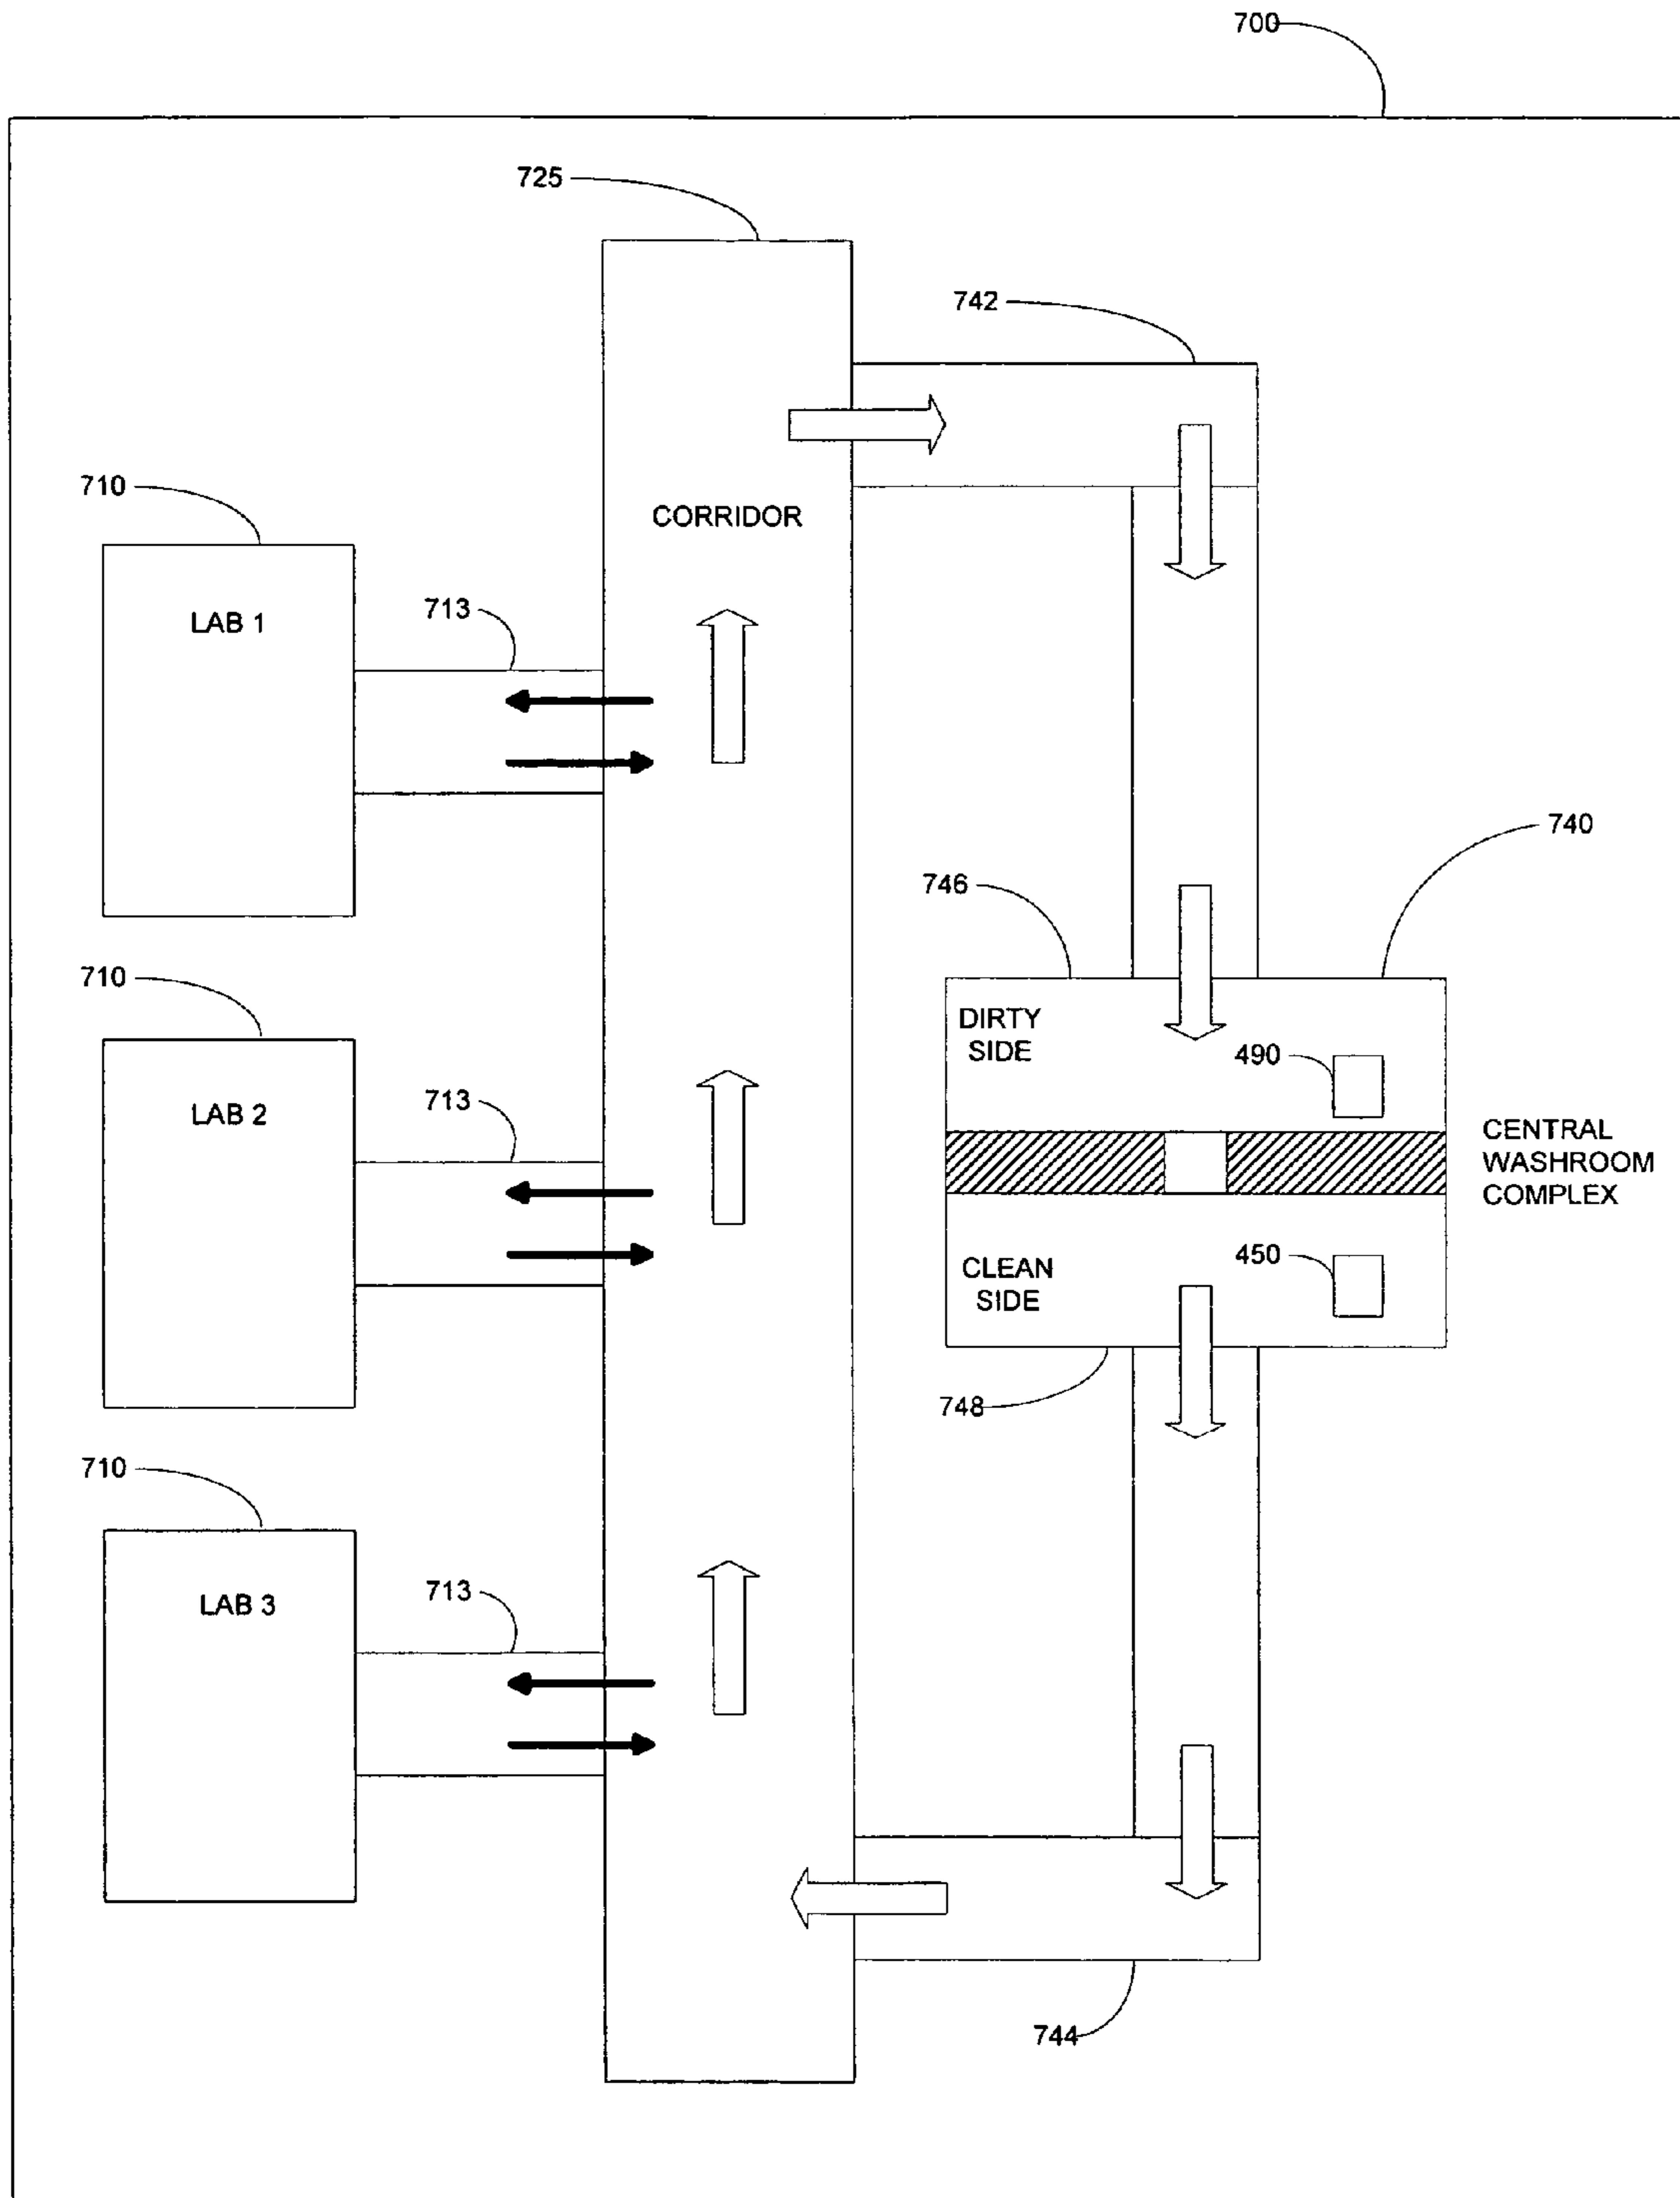 700
725
742
710
CORRIDOR
LAB 1
713
740
746
710
DIRTY
SIDE
490
LAB 2
713
CENTRAL
WASHROOM
COMPLEX
450
CLEAN
SIDE
748
710
LAB 3
713
744